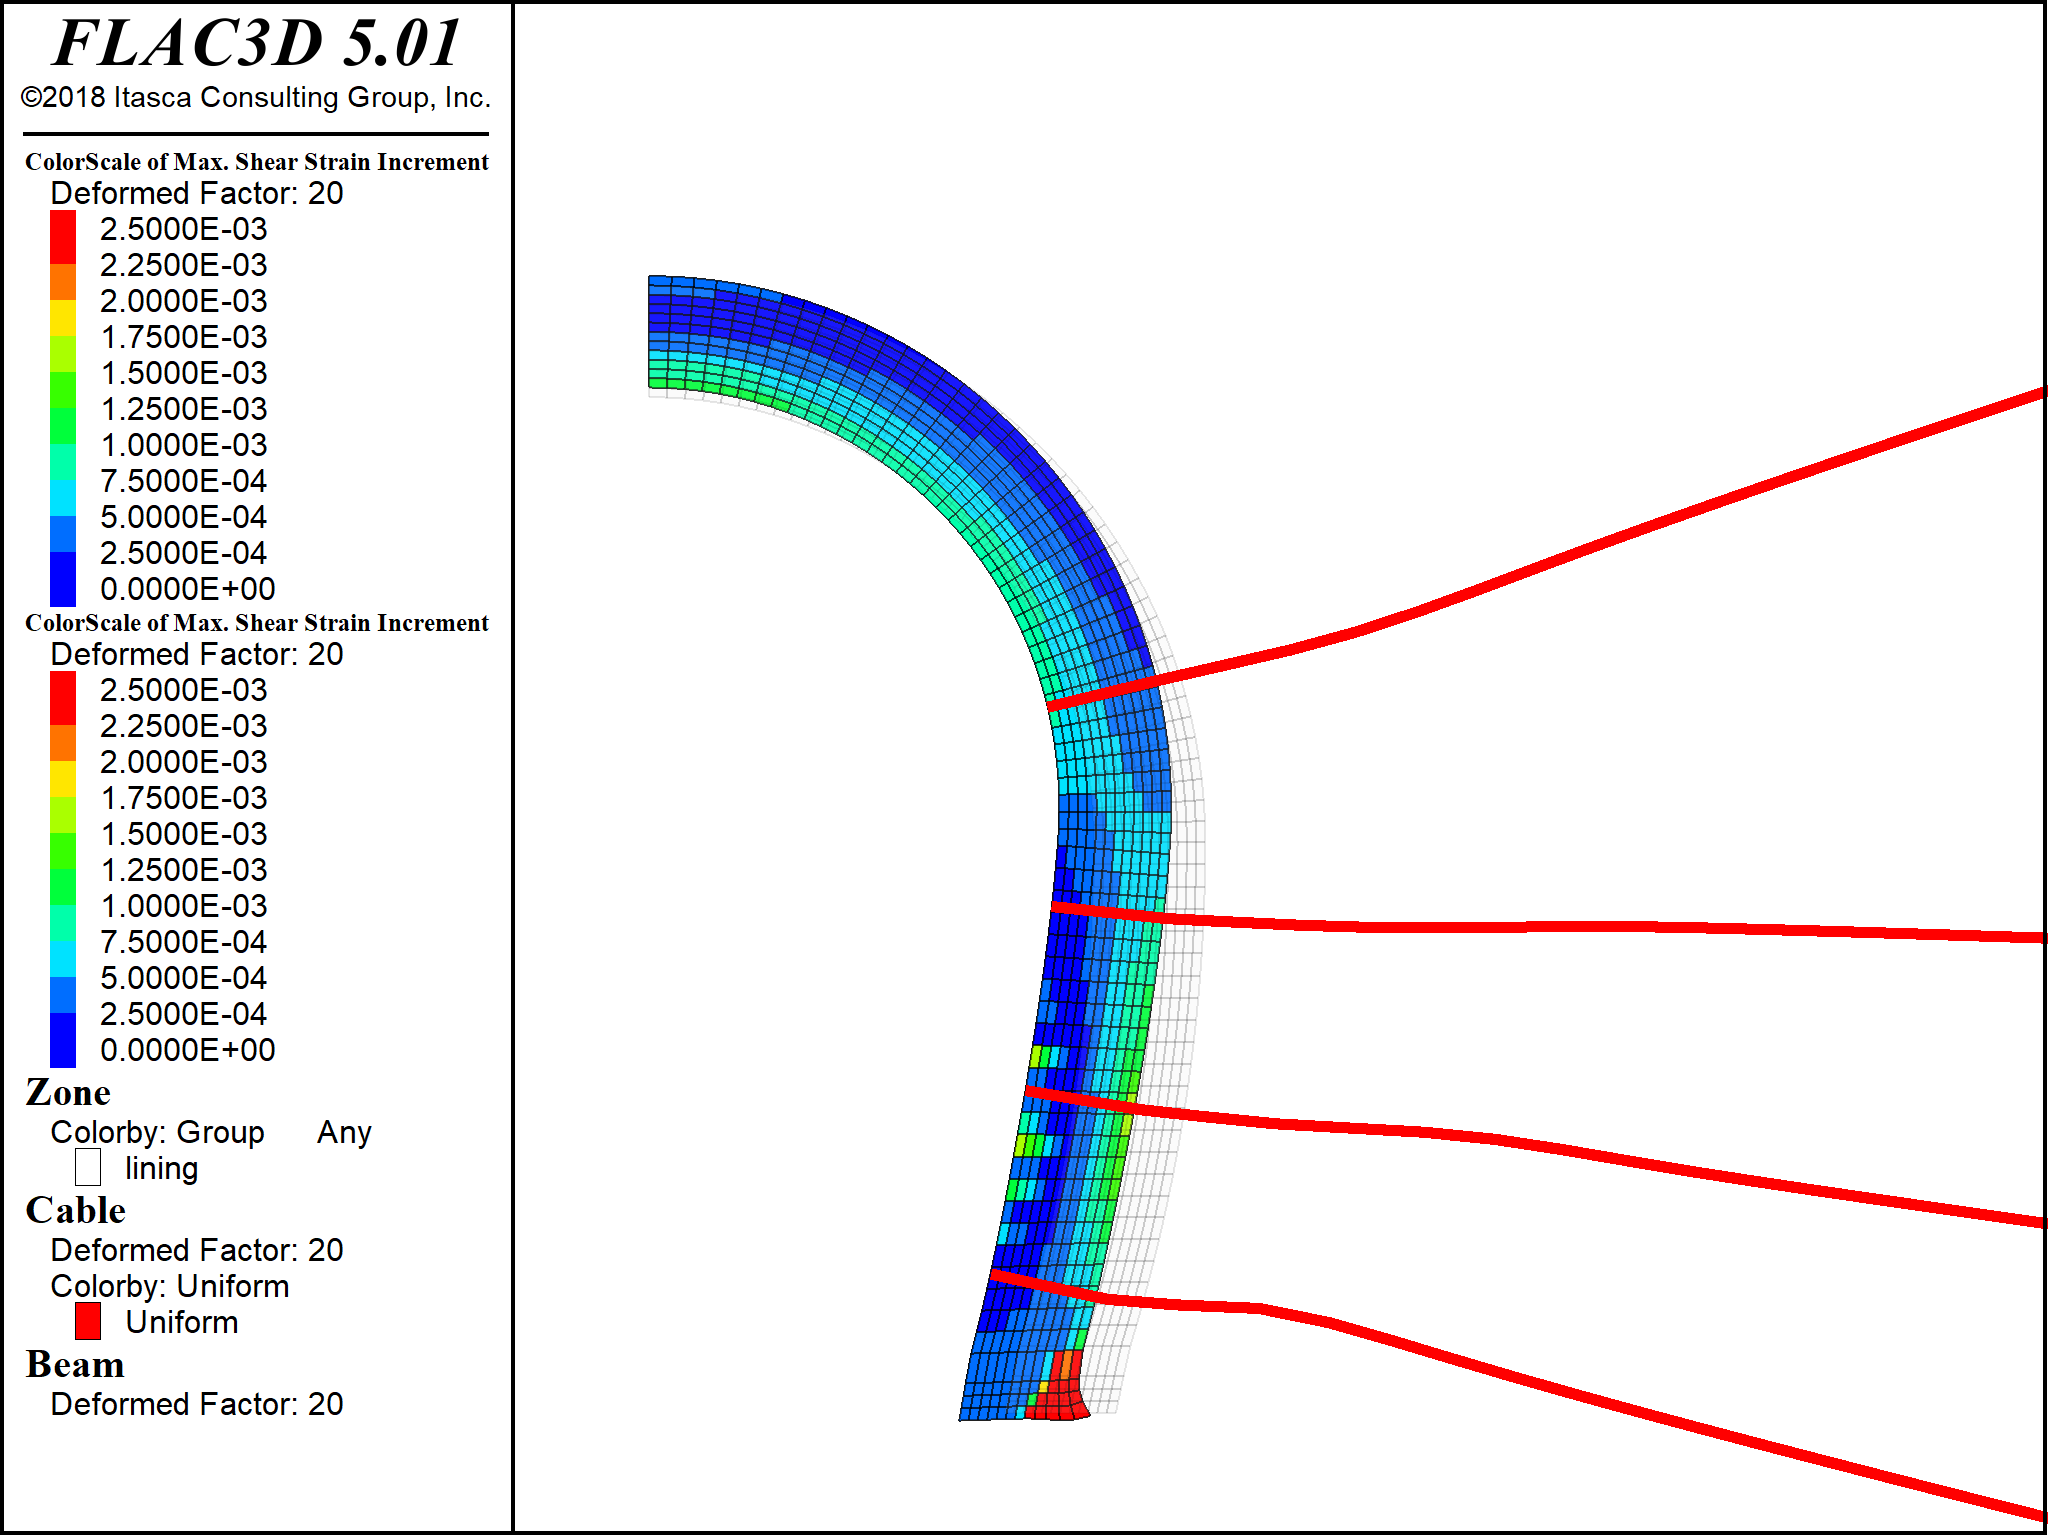 FLAC3D 5.01
©2018 Itasca Consulting Group, Inc.
ColorScale of Max. Shear Strain Increment
Deformed Factor: 20
2.5000E-03
2.2500E-03
2.0000E-03
1.7500E-03
1.5000E-03
1.2500E-03
1.0000E-03
7.5000E-04
5.0000E-04
2.5000E-04
0.0000E+00
ColorScale of Max. Shear Strain Increment
Deformed Factor: 20
2.5000E-03
2.2500E-03
2.0000E-03
1.7500E-03
1.5000E-03
1.2500E-03
1.0000E-03
7.5000E-04
5.0000E-04
2.5000E-04
0.0000E+00
Zone
Colorby: Group Any
lining
Cable
Deformed Factor: 20
Colorby: Uniform
Uniform
Beam
Deformed Factor: 20